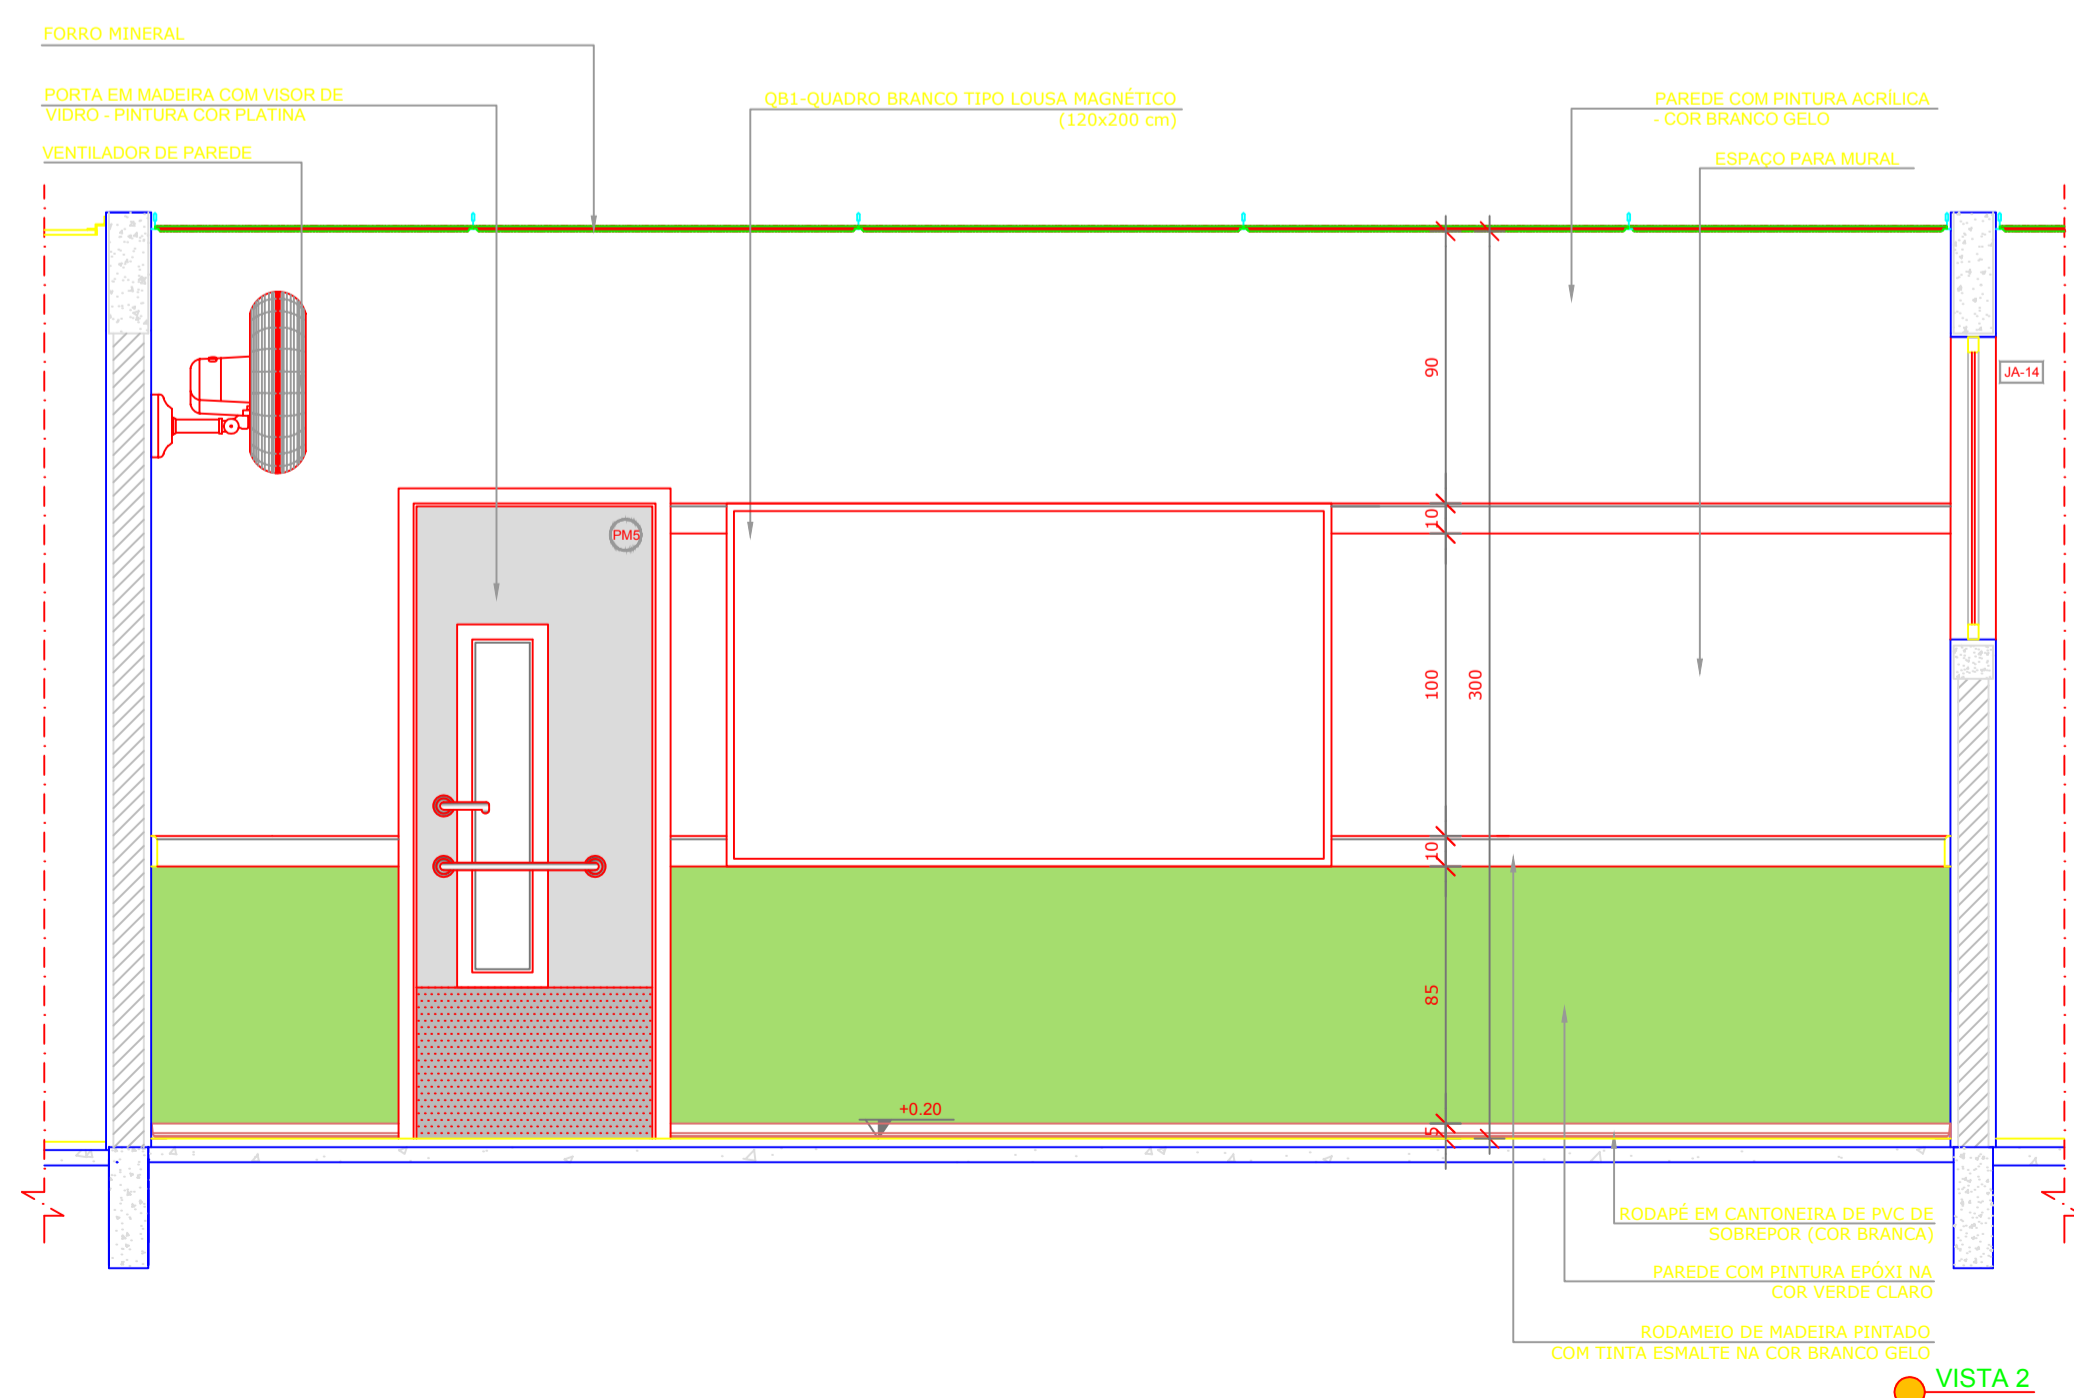 FORRO MINERAL
PORTA EM MADEIRA COM VISOR DE
VIDRO - PINTURA COR PLATINA
VENTILADOR DE PAREDE
QB1-QUADRO BRANCO TIPO LOUSA MAGNÉTICO
(120x200 cm)
PAREDE COM PINTURA ACRÍLICA
- COR BRANCO GELO
ESPAÇO PARA MURAL
JA-14
90
10
PM5
100
300
10
85
+0.20
5
RODAPÉ EM CANTONEIRA DE PVC DE
SOBREPOR (COR BRANCA)
PAREDE COM PINTURA EPÓXI NA
COR VERDE CLARO
RODAMEIO DE MADEIRA PINTADO
COM TINTA ESMALTE NA COR BRANCO GELO
VISTA 2